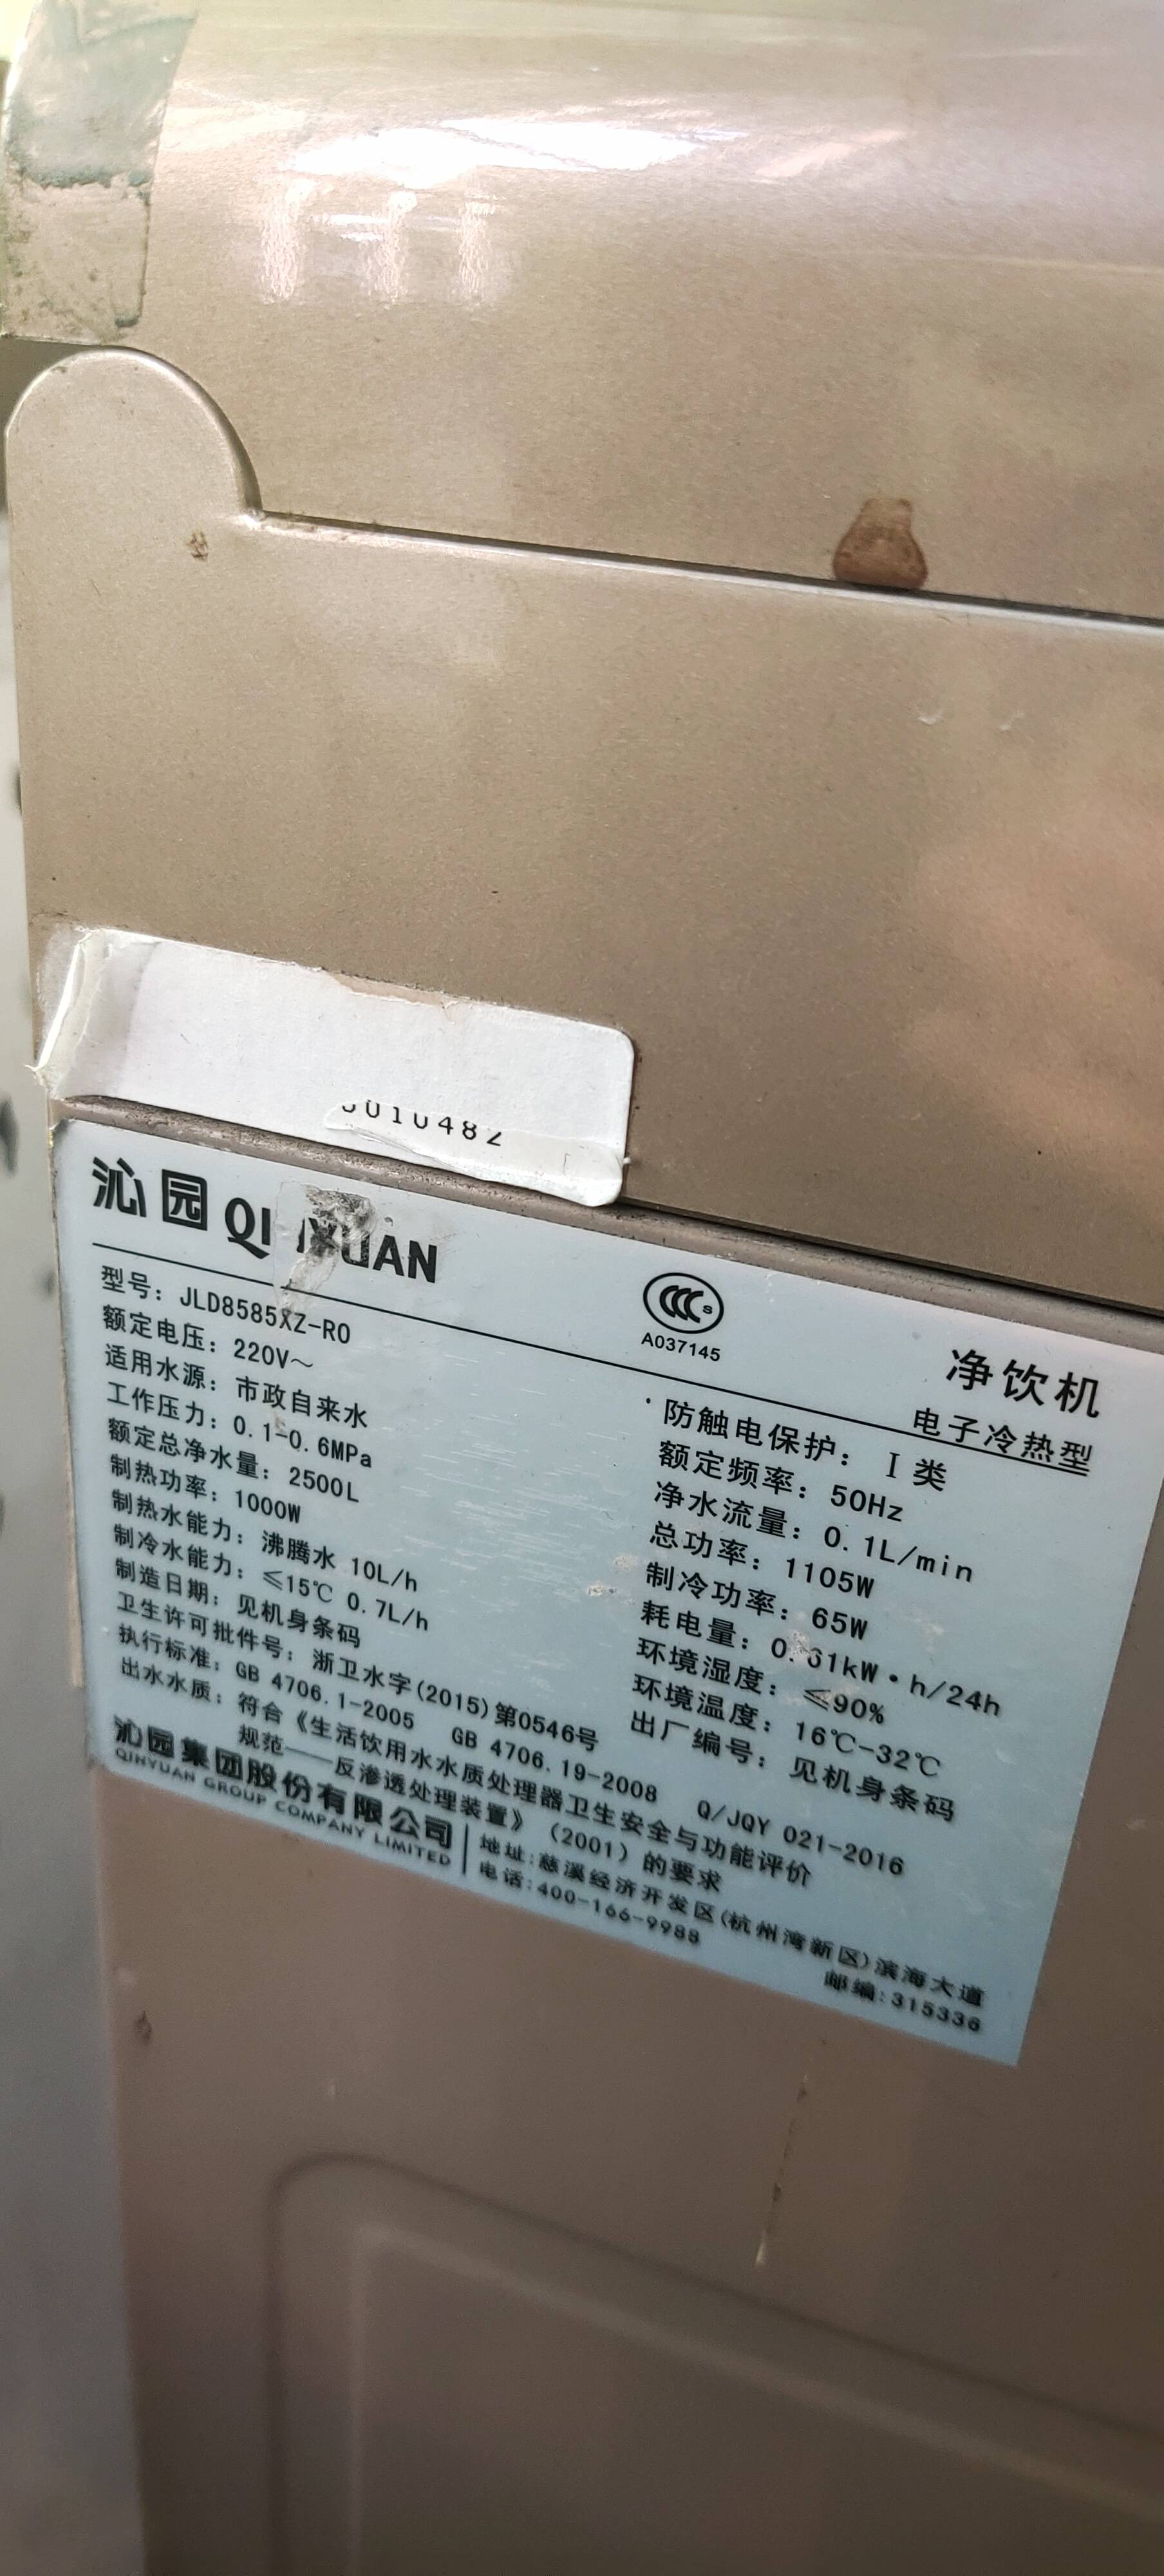 沁园 QINYUAN
净饮机
电子冷热型
A037145
型号: JLD8585XZ-RO
额定电压: 220V～
适用水源: 市政自来水
工作压力: 0.1-0.6MPa
额定总净水量: 2500L
制热功率: 1000W
制热水能力: 沸腾水 10L/h
制冷水能力: ≤15℃ 0.7L/h
制造日期: 见机身条码
防触电保护: Ⅰ类
额定频率: 50Hz
净水流量: 0.1L/min
总功率: 1105W
制冷功率: 65W
耗电量: 0.61kW·h/24h
环境湿度: ≤90%
环境温度: 16℃-32℃
出厂编号: 见机身条码
卫生许可批件号: 浙卫水字(2015)第0546号
执行标准: GB 4706.1-2005 GB 4706.19-2008 Q/JQY 021-2016
出水水质: 符合《生活饮用水水质处理器卫生安全与功能评价
规范——反渗透处理装置》（2001）的要求
沁园集团股份有限公司
QINYUAN GROUP COMPANY LIMITED
地址:慈溪经济开发区(杭州湾新区)滨海大道
电话:400-166-9988 邮编:315336